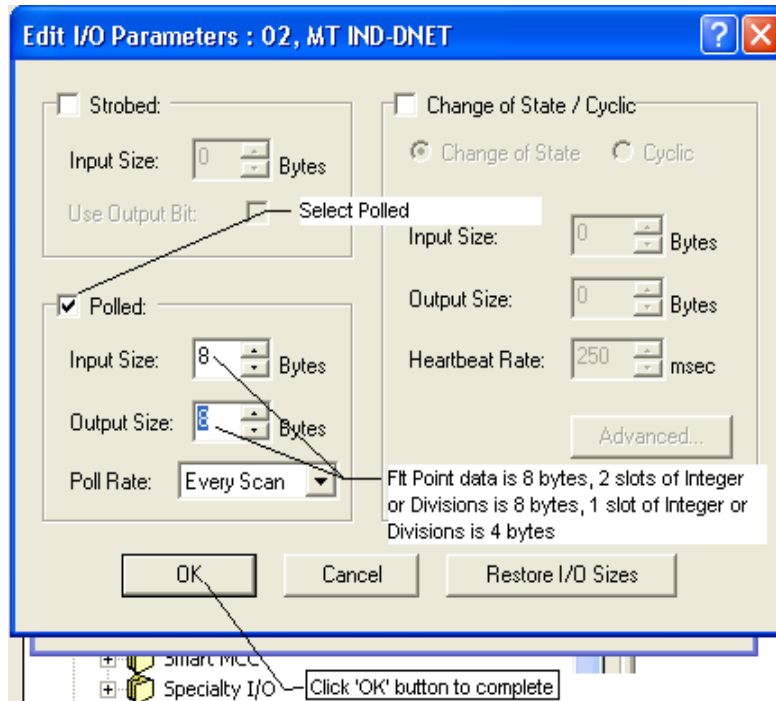 Edit I/O Parameters : 02, MT IND-DNET
Strobed:
Input Size: 0 Bytes
Use Output Bit:
Select Polled
Polled:
Input Size: 8 Bytes
Output Size: 8 Bytes
Poll Rate: Every Scan
Change of State / Cyclic
Change of State Cyclic
Input Size: 0 Bytes
Output Size: 0 Bytes
Heartbeat Rate: 250 msec
Advanced...
Flt Point data is 8 bytes, 2 slots of Integer
or Divisions is 8 bytes, 1 slot of Integer or
Divisions is 4 bytes
OK Cancel Restore I/O Sizes
Smart MCC
Specialty I/O
Click 'OK' button to complete